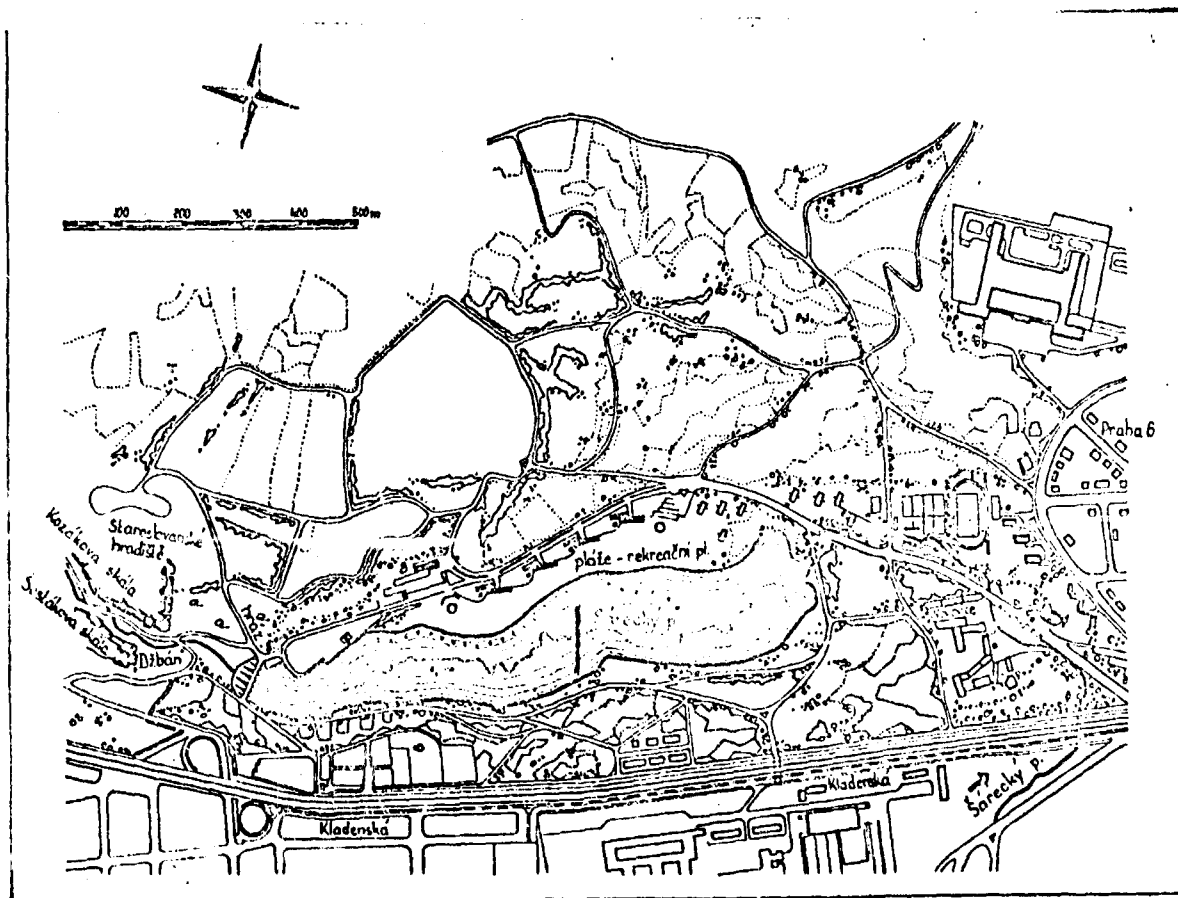 100 200 300 400 500 m
Praha 6
Staroslovanské
hradiště
Kozákova skála
Šestákova skála
Džbán
pláže - rekreační pl.
a.
a
a
Kladenská
Kladenská
Šárecký p.